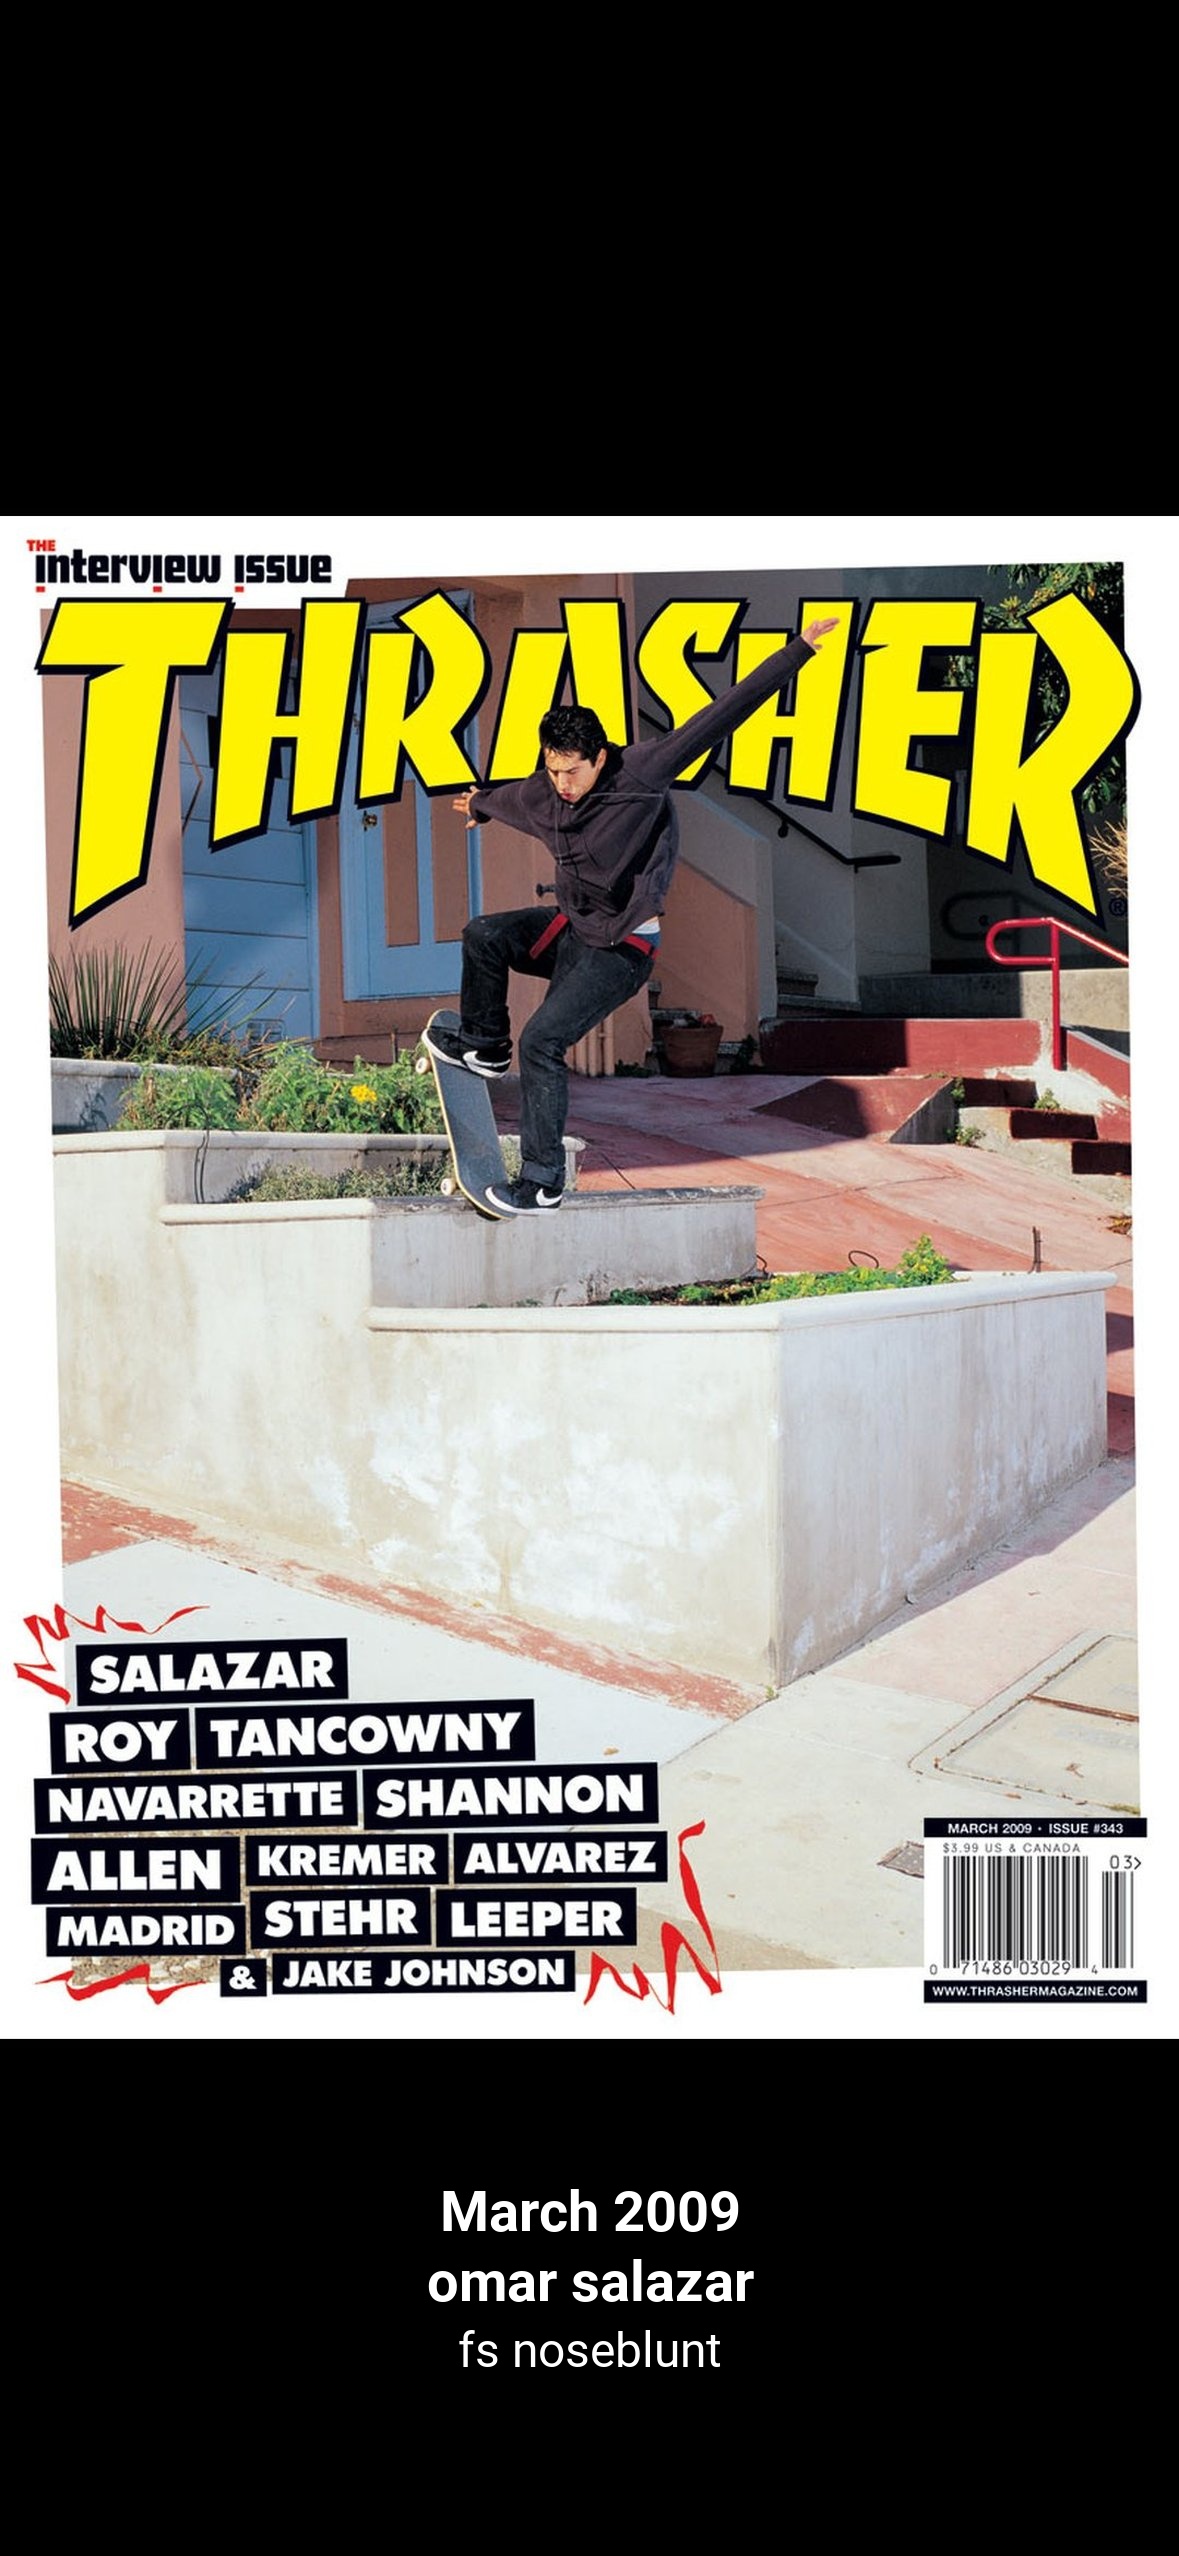 THE
interview issue
THRASHER
®
SALAZAR
ROY TANCOWNY
NAVARRETTE SHANNON
ALLEN KREMER ALVAREZ
MADRID STEHR LEEPER
& JAKE JOHNSON
MARCH 2009 • ISSUE #343
$3.99 US & CANADA
03>
0 71486 03029 4
WWW.THRASHERMAGAZINE.COM
March 2009
omar salazar
fs noseblunt